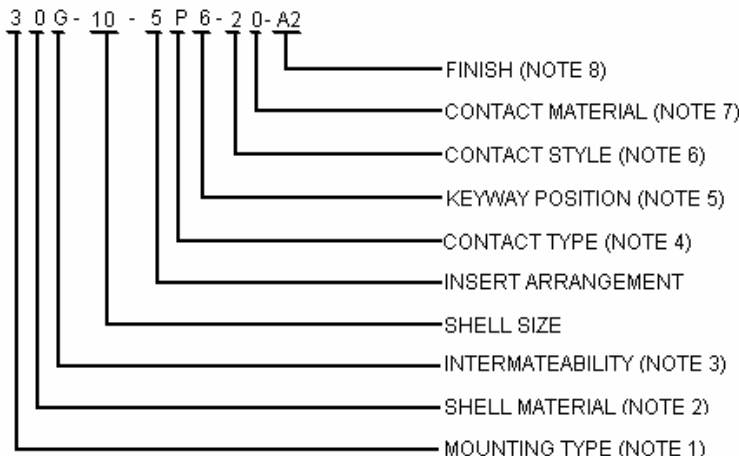 3 0 G - 10 - 5 P 6 - 2 0 - A2
FINISH (NOTE 8)
CONTACT MATERIAL (NOTE 7)
CONTACT STYLE (NOTE 6)
KEYWAY POSITION (NOTE 5)
CONTACT TYPE (NOTE 4)
INSERT ARRANGEMENT
SHELL SIZE
INTERMATEABILITY (NOTE 3)
SHELL MATERIAL (NOTE 2)
MOUNTING TYPE (NOTE 1)